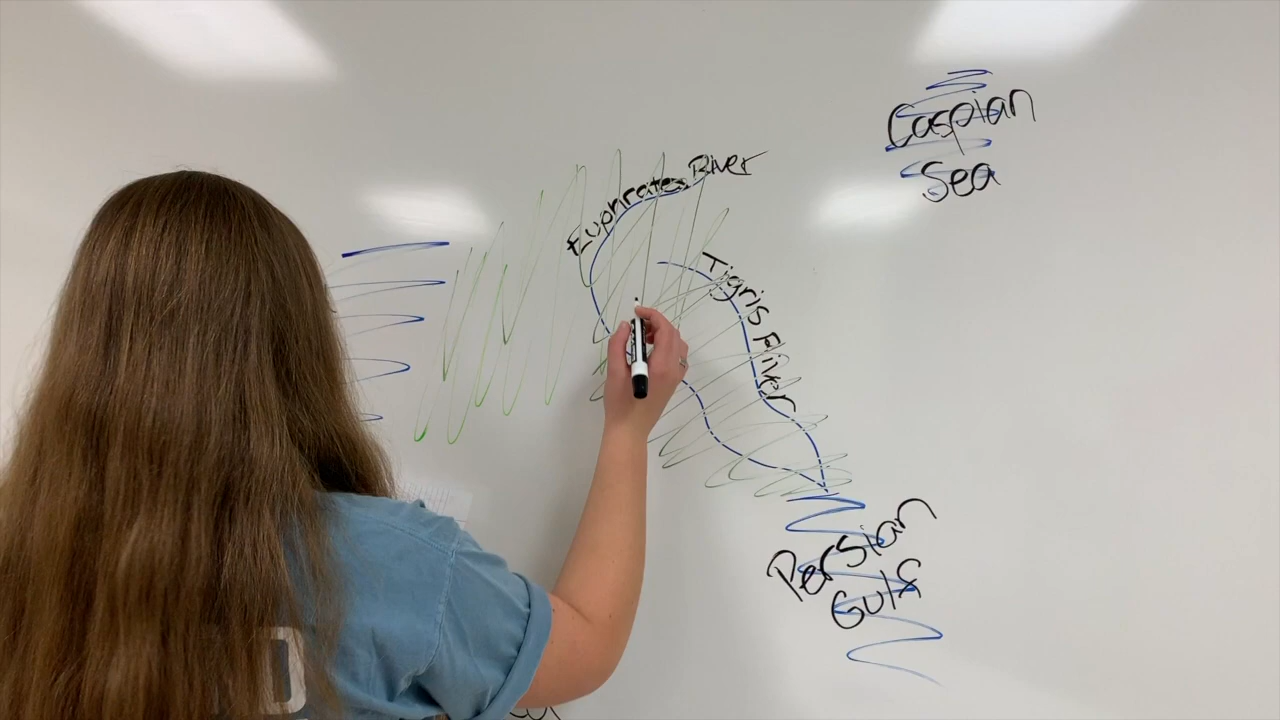 Caspian
Sea
Euphrates River
Tigris River
Persian
Gulf